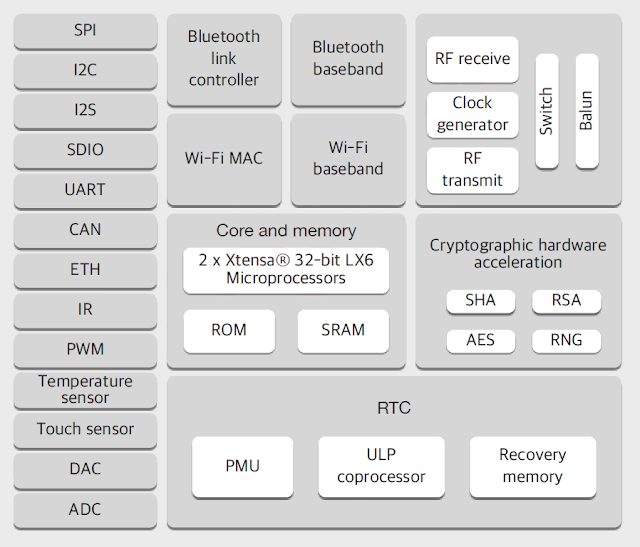 SPI
I2C
I2S
SDIO
UART
CAN
ETH
IR
PWM
Temperature
sensor
Touch sensor
DAC
ADC
Bluetooth
link
controller
Bluetooth
baseband
Wi-Fi MAC
Wi-Fi
baseband
RF receive
Clock
generator
RF
transmit
Switch
Balun
Core and memory
2 x Xtensa® 32-bit LX6
Microprocessors
ROM
SRAM
Cryptographic hardware
acceleration
SHA
RSA
AES
RNG
RTC
PMU
ULP
coprocessor
Recovery
memory